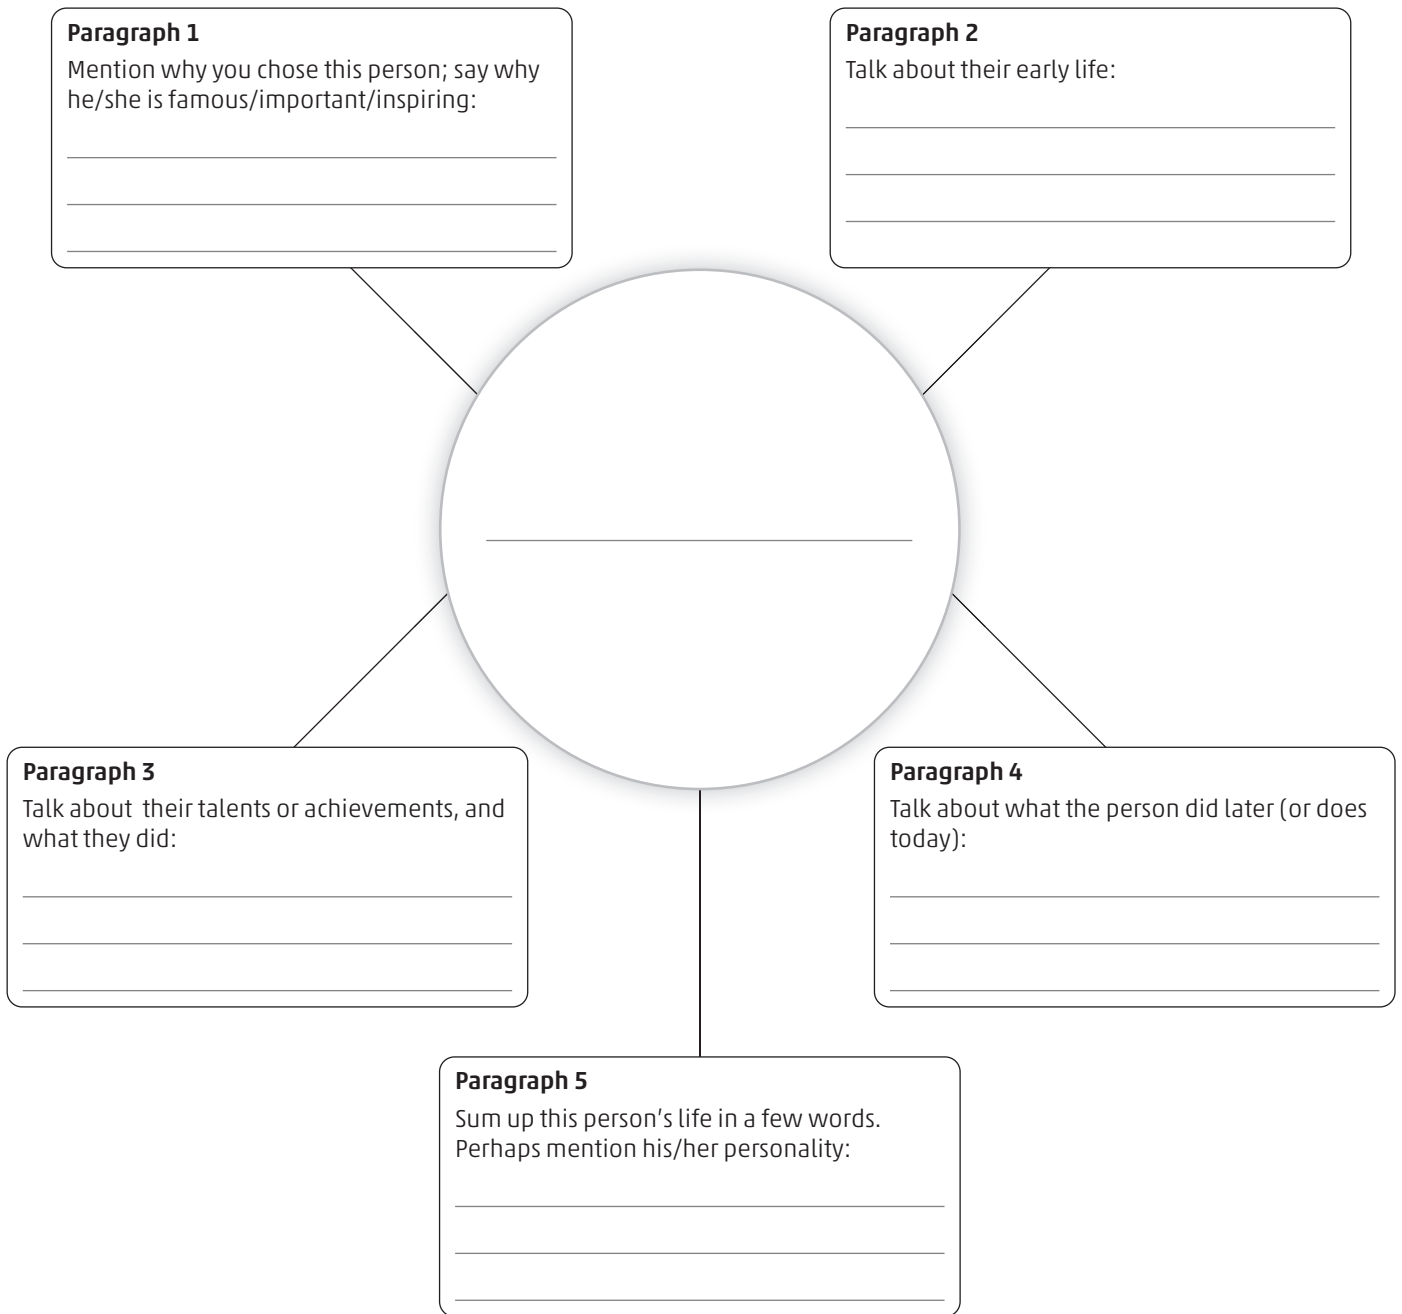 Paragraph 1
Mention why you chose this person; say why
he/she is famous/important/inspiring:
Paragraph 2
Talk about their early life:
Paragraph 3
Talk about  their talents or achievements, and
what they did:
Paragraph 4
Talk about what the person did later (or does
today):
Paragraph 5
Sum up this person's life in a few words.
Perhaps mention his/her personality: